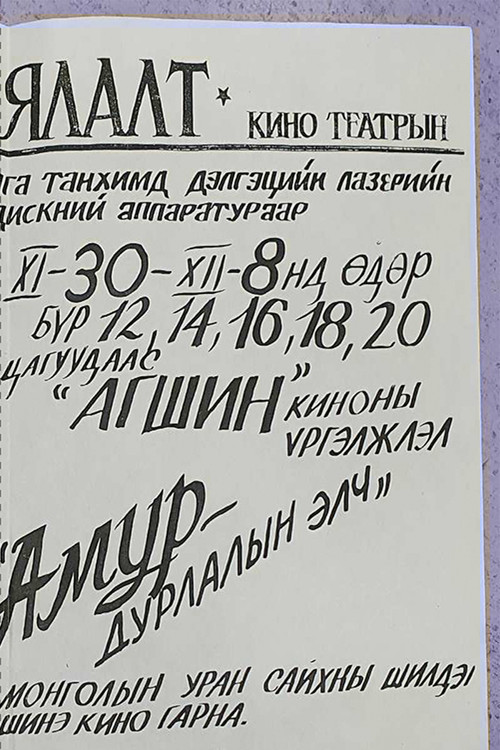 ЯЛАЛТ ★ КИНО ТЕАТРЫН
га танхимд дэлгэцийн лазерийн
дискний аппаратураар
XI-30-XII-8нд өдөр
бүр 12, 14, 16, 18, 20
цагуудаас
"АГШИН" киноны
үргэлжлэл
"Амур-
дурлалын элч"
Монголын уран сайхны шилдэг
шинэ кино гарна.